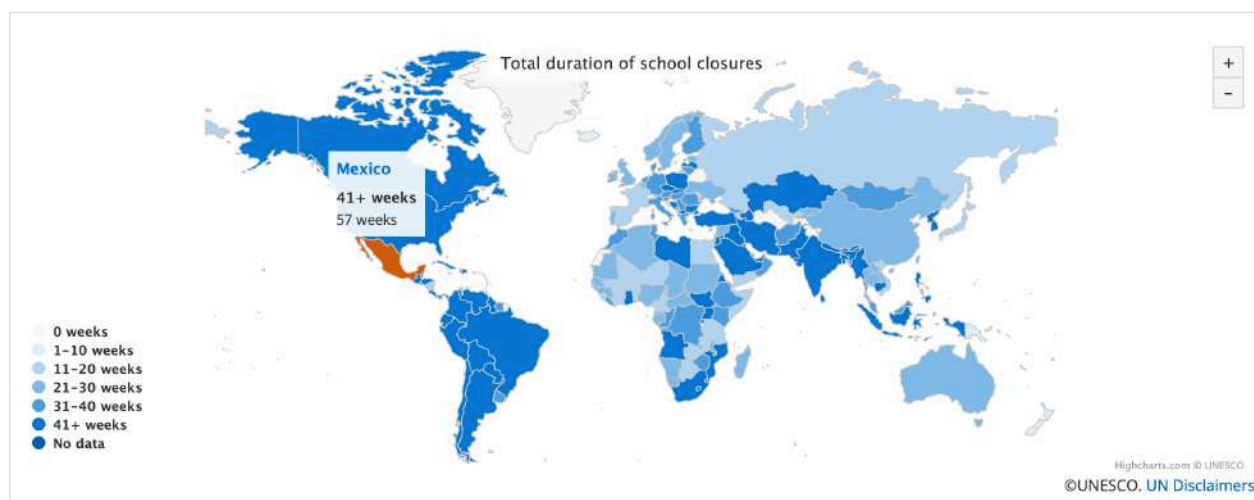 Total duration of school closures
+
−
Mexico
41+ weeks
57 weeks
0 weeks
1–10 weeks
11–20 weeks
21–30 weeks
31–40 weeks
41+ weeks
No data
Highcharts.com © UNESCO.
©UNESCO. UN Disclaimers